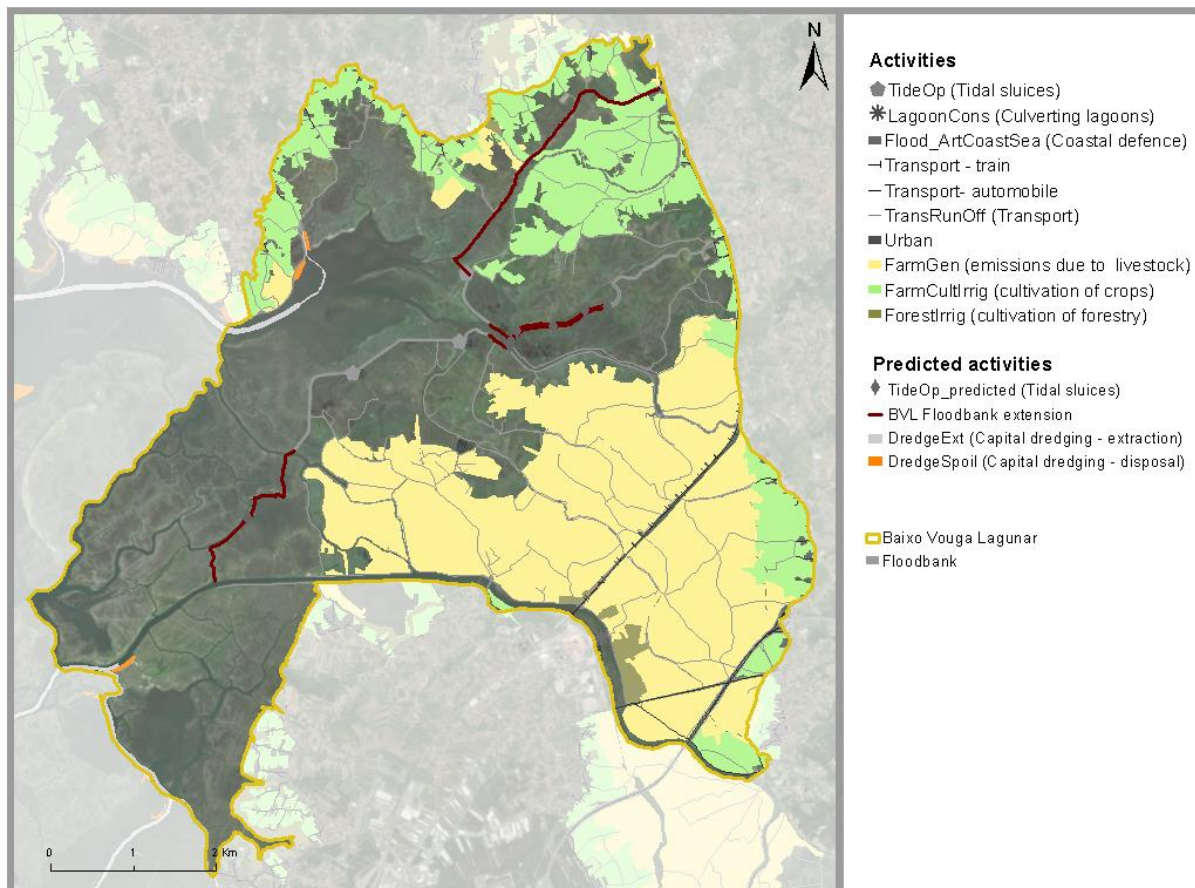 N
0 1 2 Km
Activities
TideOp (Tidal sluices)
LagoonCons (Culverting lagoons)
Flood_ArtCoastSea (Coastal defence)
Transport - train
Transport- automobile
TransRunOff (Transport)
Urban
FarmGen (emissions due to livestock)
FarmCultIrrig (cultivation of crops)
ForestIrrig (cultivation of forestry)
Predicted activities
TideOp_predicted (Tidal sluices)
BVL Floodbank extension
DredgeExt (Capital dredging - extraction)
DredgeSpoil (Capital dredging - disposal)
Baixo Vouga Lagunar
Floodbank